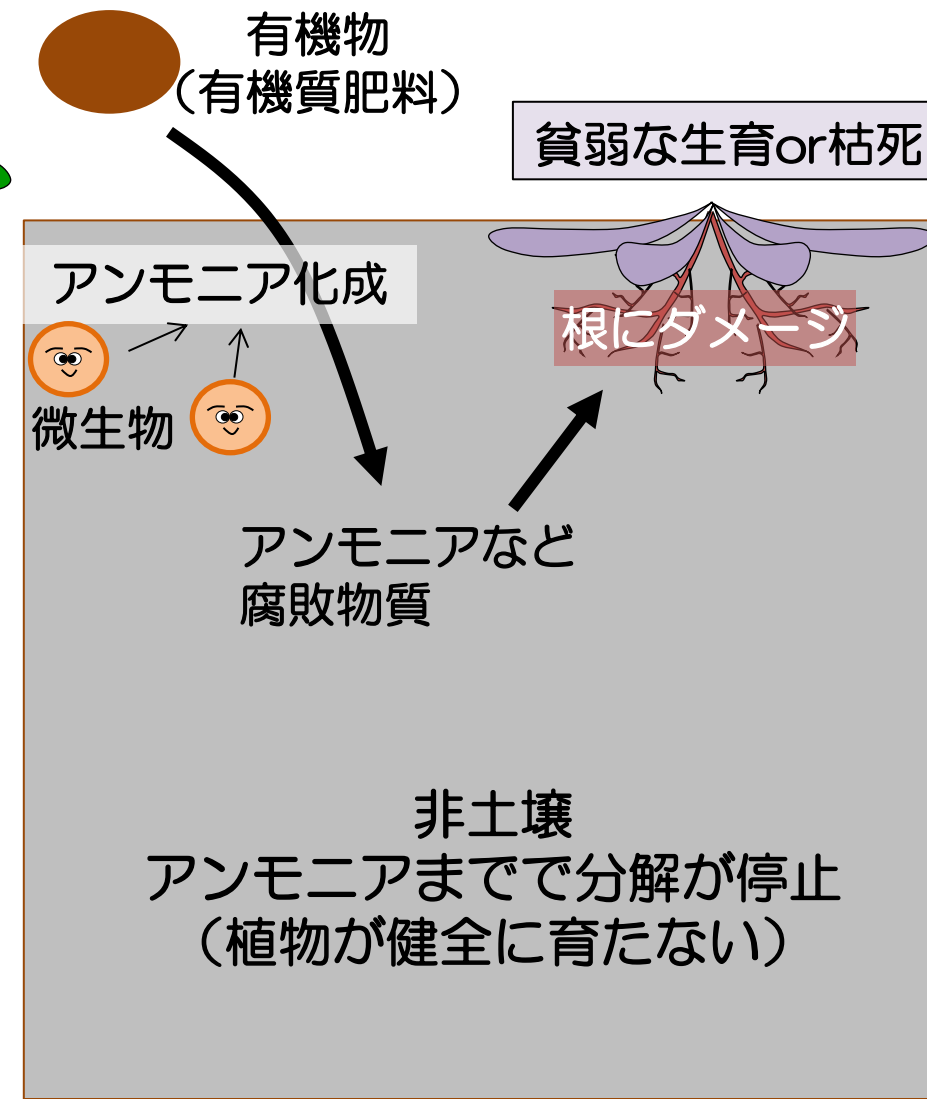 有機物
（有機質肥料）
貧弱な生育or枯死
アンモニア化成
根にダメージ
微生物
アンモニアなど
腐敗物質
非土壌
アンモニアまでで分解が停止
（植物が健全に育たない）